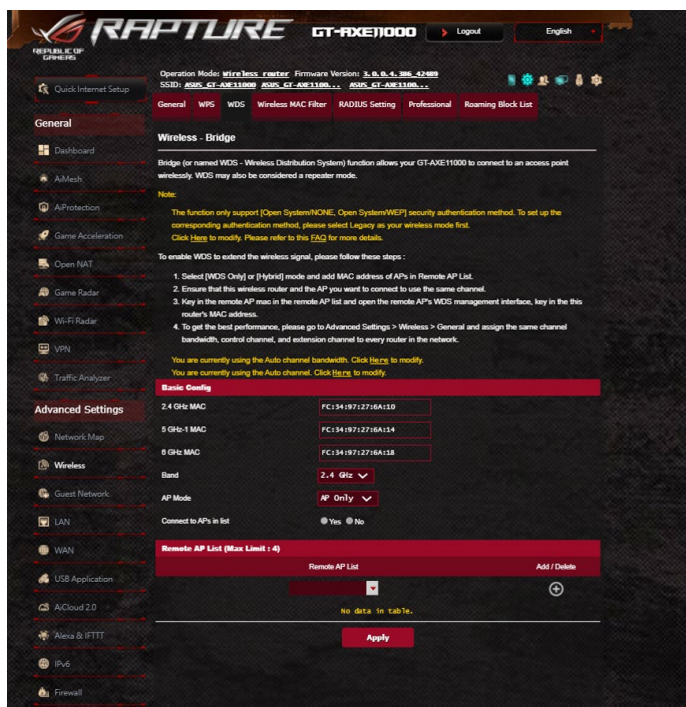 REPUBLIC OF
GAMERS
RAPTURE
GT-AXE11000
Logout
English
Quick Internet Setup
General
Dashboard
AiMesh
AiProtection
Game Acceleration
Open NAT
Game Radar
Wi-Fi Radar
VPN
Traffic Analyzer
Advanced Settings
Network Map
Wireless
Guest Network
LAN
WAN
USB Application
AiCloud 2.0
Alexa & IFTTT
IPv6
Firewall
Operation Mode: Wireless router Firmware Version: 3.0.0.4.386_42489
SSID: ASUS_GT-AXE11000 ASUS_GT-AXE1100... ASUS_GT-AXE1100...
General WPS WDS Wireless MAC Filter RADIUS Setting Professional Roaming Block List
Wireless - Bridge
Bridge (or named WDS - Wireless Distribution System) function allows your GT-AXE11000 to connect to an access point
wirelessly. WDS may also be considered a repeater mode.
Note:
The function only support [Open System/NONE, Open System/WEP] security authentication method. To set up the
corresponding authentication method, please select Legacy as your wireless mode first.
Click Here to modify. Please refer to this FAQ for more details.
To enable WDS to extend the wireless signal, please follow these steps :
1. Select [WDS Only] or [Hybrid] mode and add MAC address of APs in Remote AP List.
2. Ensure that this wireless router and the AP you want to connect to use the same channel.
3. Key in the remote AP mac in the remote AP list and open the remote AP's WDS management interface, key in the this
router's MAC address.
4. To get the best performance, please go to Advanced Settings > Wireless > General and assign the same channel
bandwidth, control channel, and extension channel to every router in the network.
You are currently using the Auto channel bandwidth. Click Here to modify.
You are currently using the Auto channel. Click Here to modify.
Basic Config
2.4 GHz MAC FC:34:97:27:6A:10
5 GHz-1 MAC FC:34:97:27:6A:14
6 GHz MAC FC:34:97:27:6A:18
Band 2.4 GHz
AP Mode AP Only
Connect to APs in list Yes No
Remote AP List (Max Limit : 4)
Remote AP List Add / Delete
No data in table.
Apply